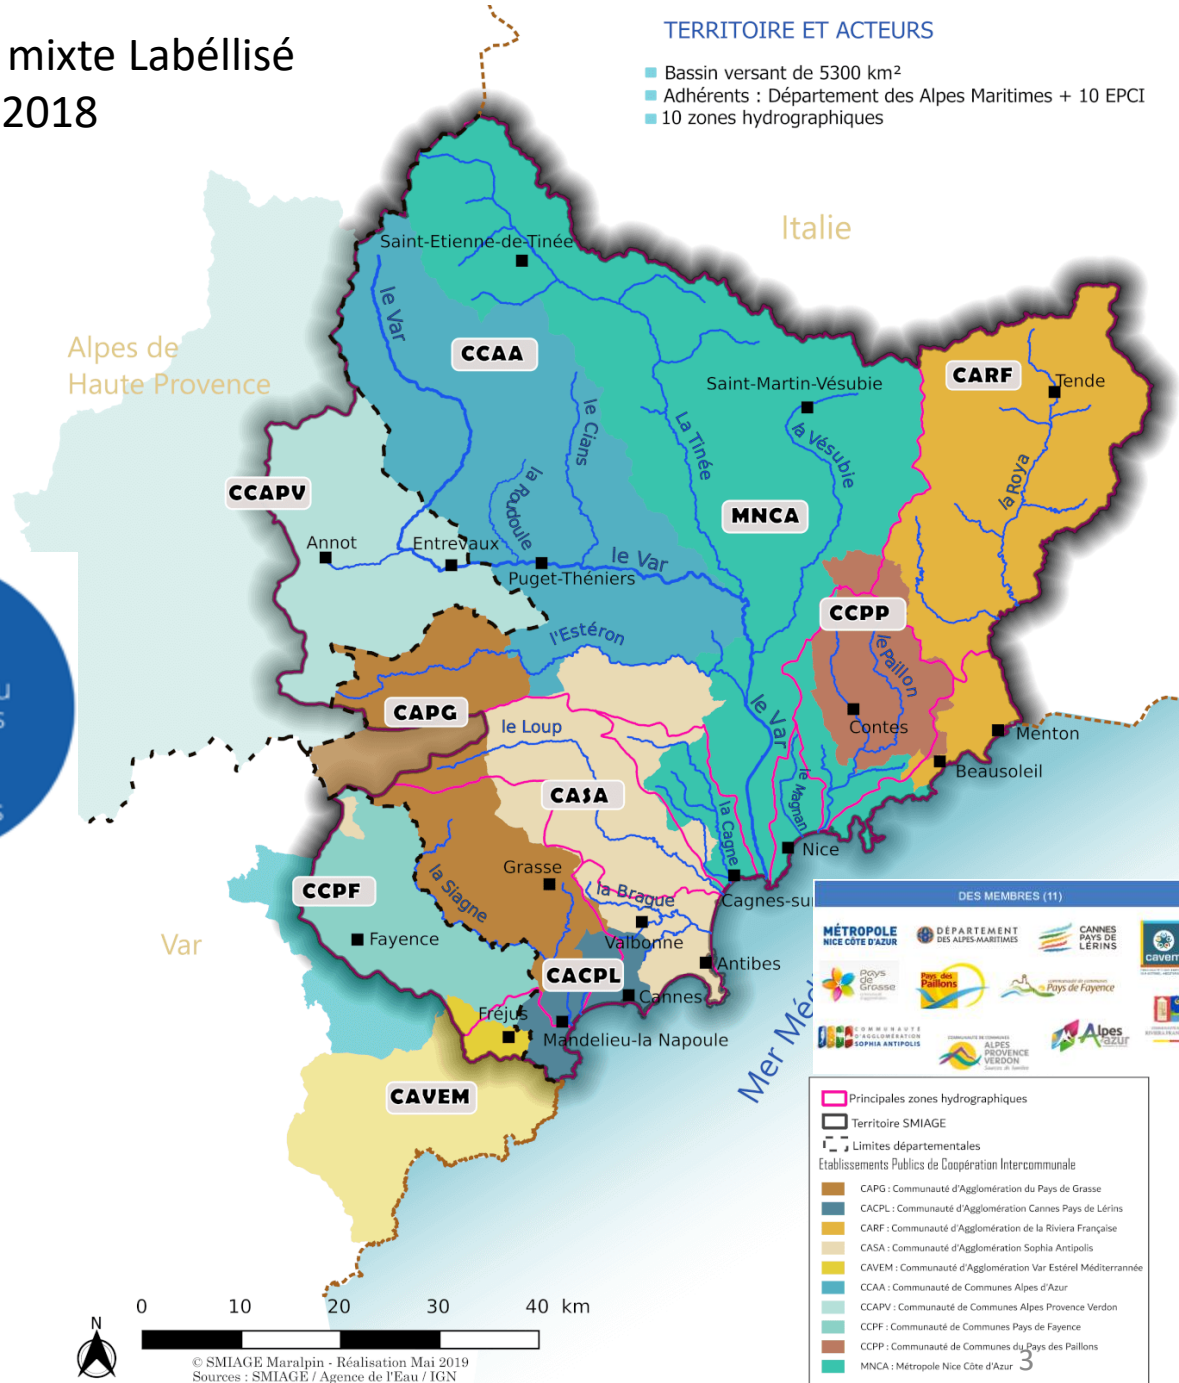 mixte Labéllisé
2018
TERRITOIRE ET ACTEURS
Bassin versant de 5300 km²
Adhérents : Département des Alpes Maritimes + 10 EPCI
10 zones hydrographiques
Italie
Saint-Etienne-de-Tinée
le Var
Alpes de
Haute Provence
CCAA
CARF
Tende
Saint-Martin-Vésubie
le Cians
La Tinée
la Vésubie
la Roya
CCAPV
la Roudoule
MNCA
Annot
Entrevaux
le Var
Puget-Théniers
CCPP
l'Estéron
le Paillon
CAPG
le Loup
le Var
Contes
Menton
Beausoleil
CASA
la Cagne
le Magnan
Nice
Grasse
la Siagne
CCPF
la Brague
Cagnes-sur
Valbonne
Fayence
Var
Antibes
CACPL
Cannes
Fréjus
Mandelieu-la Napoule
Mer Médi
CAVEM
DES MEMBRES (11)
MÉTROPOLE
NICE CÔTE D'AZUR
DÉPARTEMENT
DES ALPES-MARITIMES
CANNES
PAYS DE
LÉRINS
cavem
Pays
de
Grasse
Pays des
Paillons
Pays de Fayence
COMMUNAUTÉ
D'AGGLOMÉRATION
SOPHIA ANTIPOLIS
COMMUNAUTÉ DE COMMUNES
ALPES
PROVENCE
VERDON
Sources de lumière
Alpes
d'azur
Principales zones hydrographiques
Territoire SMIAGE
Limites départementales
Etablissements Publics de Coopération Intercommunale
CAPG : Communauté d'Agglomération du Pays de Grasse
CACPL : Communauté d'Agglomération Cannes Pays de Lérins
CARF : Communauté d'Agglomération de la Riviera Française
CASA : Communauté d'Agglomération Sophia Antipolis
CAVEM : Communauté d'Agglomération Var Estérel Méditerrannée
CCAA : Communauté de Communes Alpes d'Azur
CCAPV : Communauté de Communes Alpes Provence Verdon
CCPF : Communauté de Communes Pays de Fayence
CCPP : Communauté de Communes du Pays des Paillons
MNCA : Métropole Nice Côte d'Azur
3
0 10 20 30 40 km
N
© SMIAGE Maralpin - Réalisation Mai 2019
Sources : SMIAGE / Agence de l'Eau / IGN